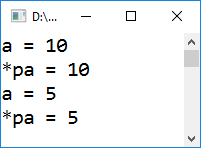 D:\...
a = 10
*pa = 10
a = 5
*pa = 5